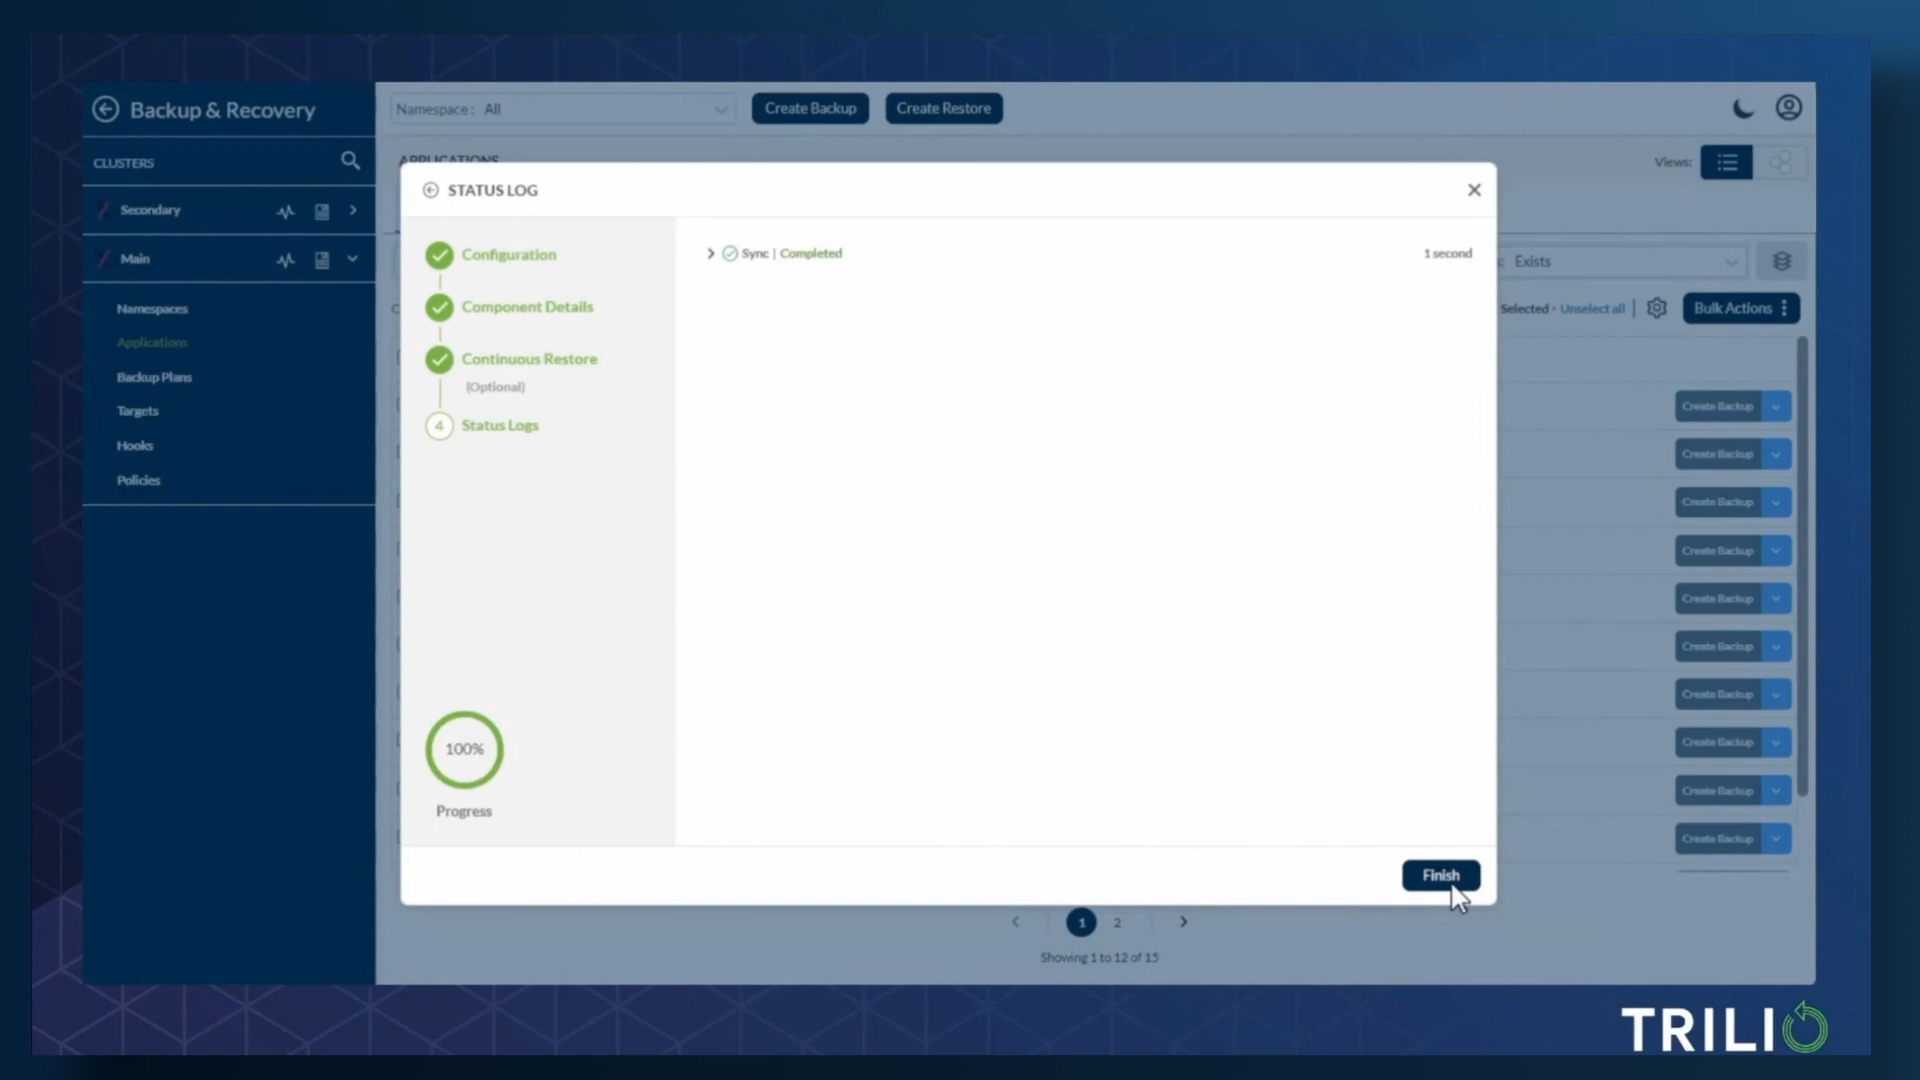 Backup & Recovery
Namespace : All
Create Backup
Create Restore
CLUSTERS
APPLICATIONS
Views:
Secondary
Main
Namespaces
Applications
Backup Plans
Targets
Hooks
Policies
STATUS LOG
Configuration
Component Details
Continuous Restore
(Optional)
4 Status Logs
100%
Progress
Sync | Completed
1 second
Finish
: Exists
Selected • Unselect all |
Bulk Actions
Create Backup
Create Backup
Create Backup
Create Backup
Create Backup
Create Backup
Create Backup
Create Backup
Create Backup
Create Backup
1 2
Showing 1 to 12 of 15
TRILIO